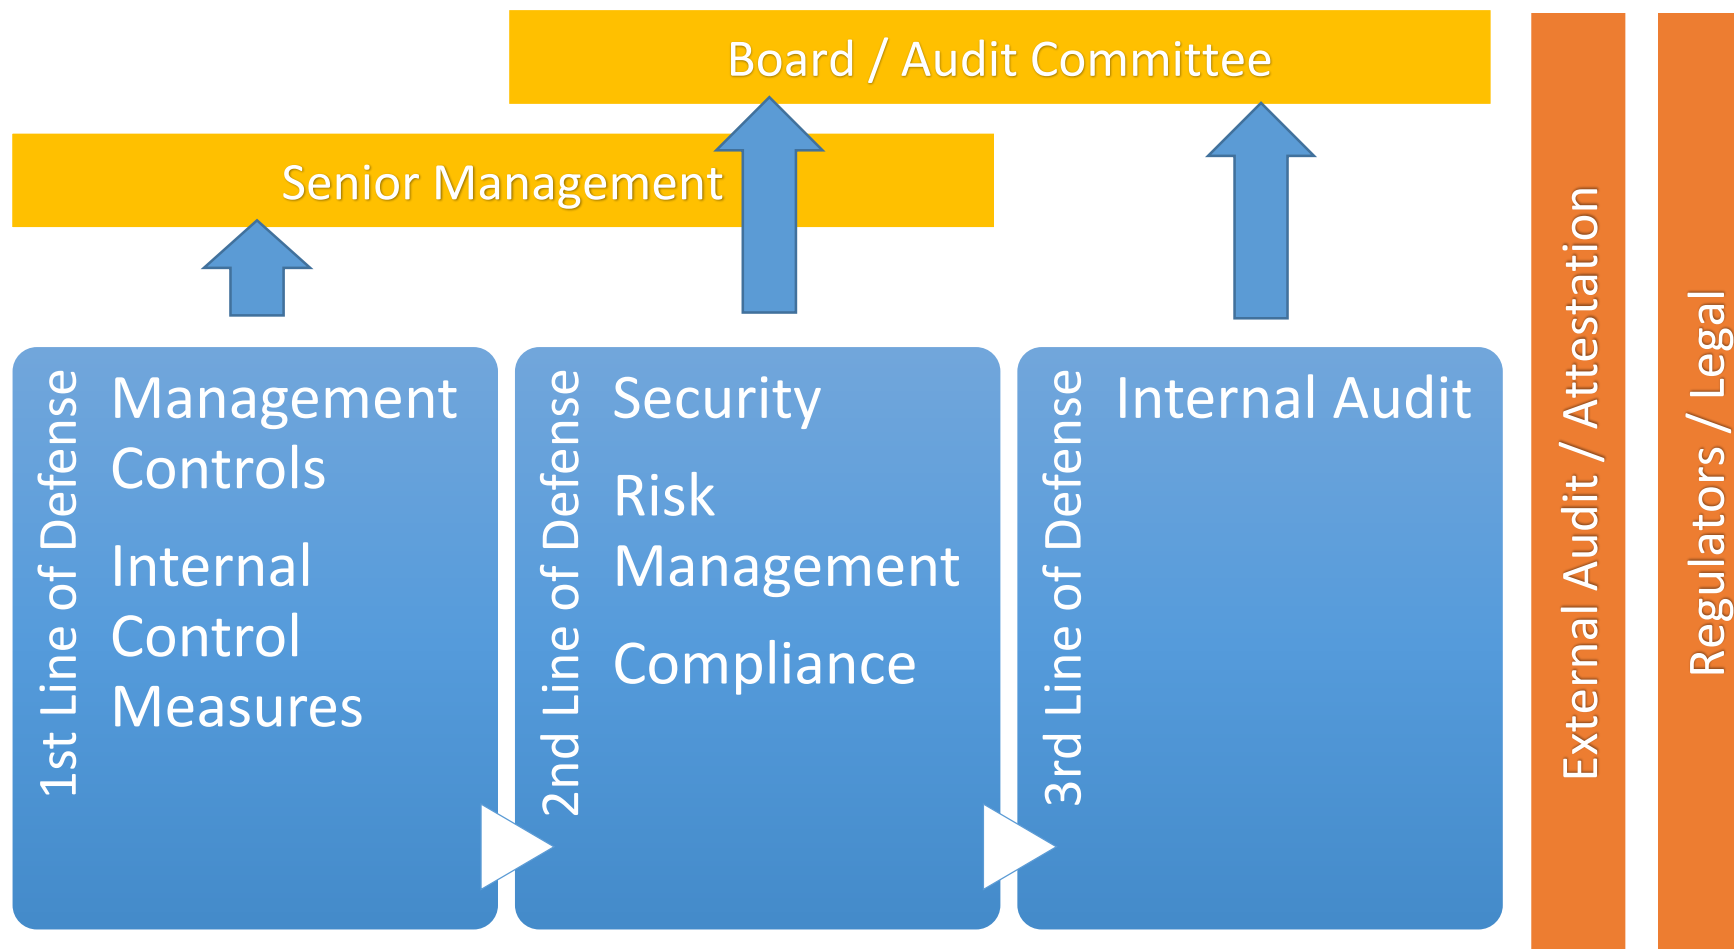 Board / Audit Committee
Senior Management
1st Line of Defense
Management
Controls
Internal
Control
Measures
2nd Line of Defense
Security
Risk
Management
Compliance
3rd Line of Defense
Internal Audit
External Audit / Attestation
Regulators / Legal